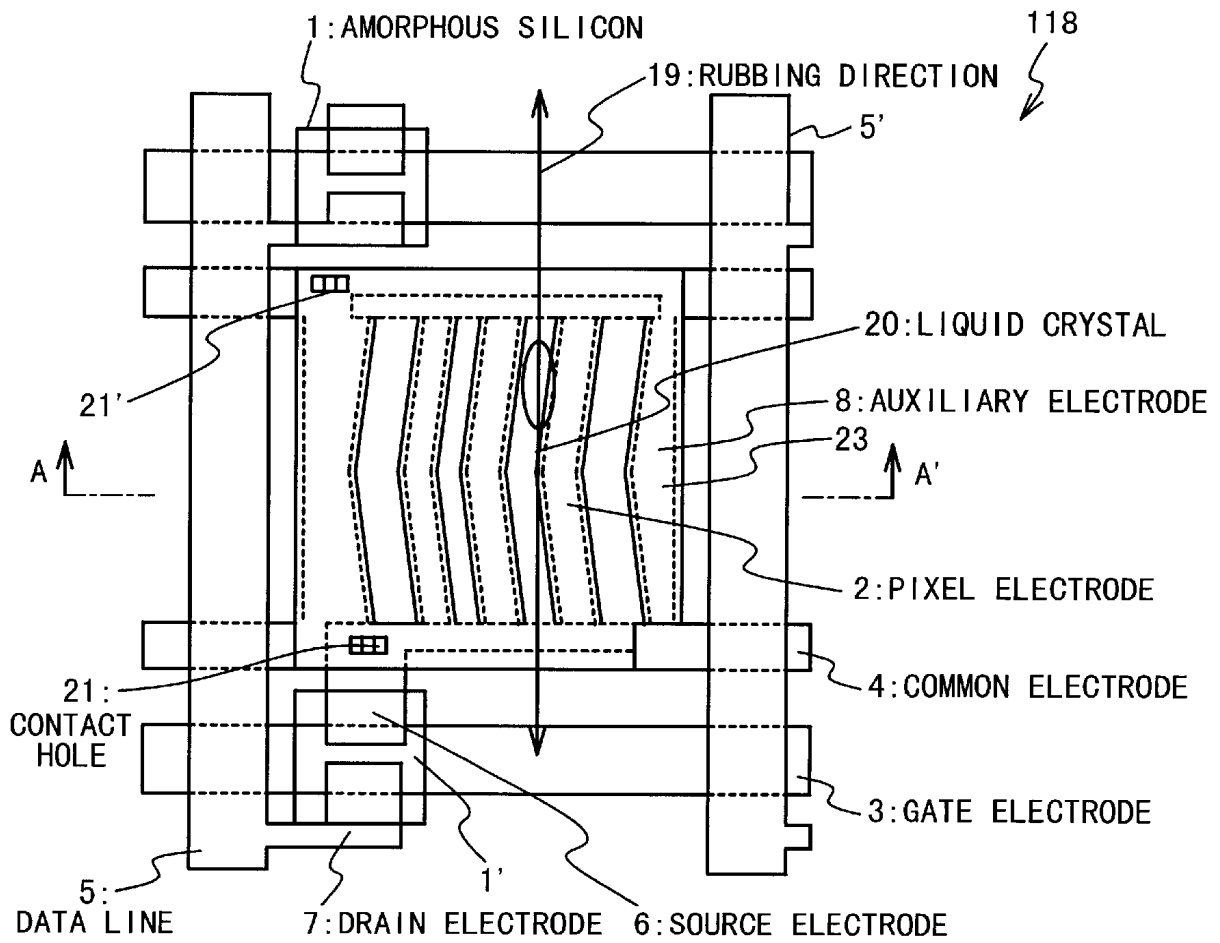 1:AMORPHOUS SILICON
118
19:RUBBING DIRECTION
5'
20:LIQUID CRYSTAL
21'
8:AUXILIARY ELECTRODE
23
A
A'
2:PIXEL ELECTRODE
21:
CONTACT
HOLE
4:COMMON ELECTRODE
3:GATE ELECTRODE
1'
5:
DATA LINE
7:DRAIN ELECTRODE
6:SOURCE ELECTRODE